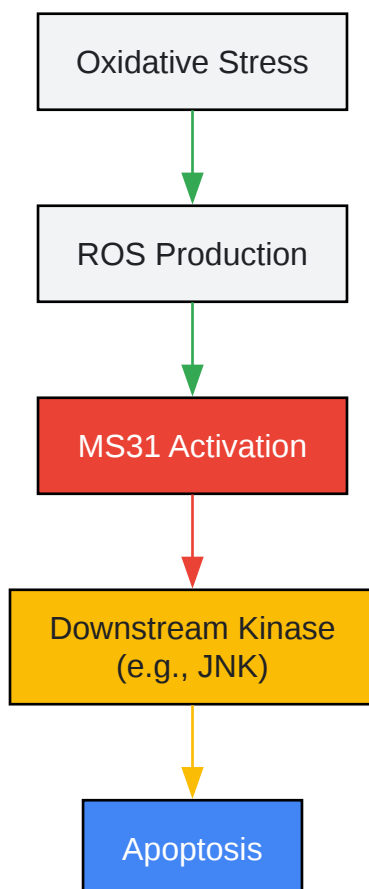 Oxidative Stress
ROS Production
MS31 Activation
Downstream Kinase
(e.g., JNK)
Apoptosis